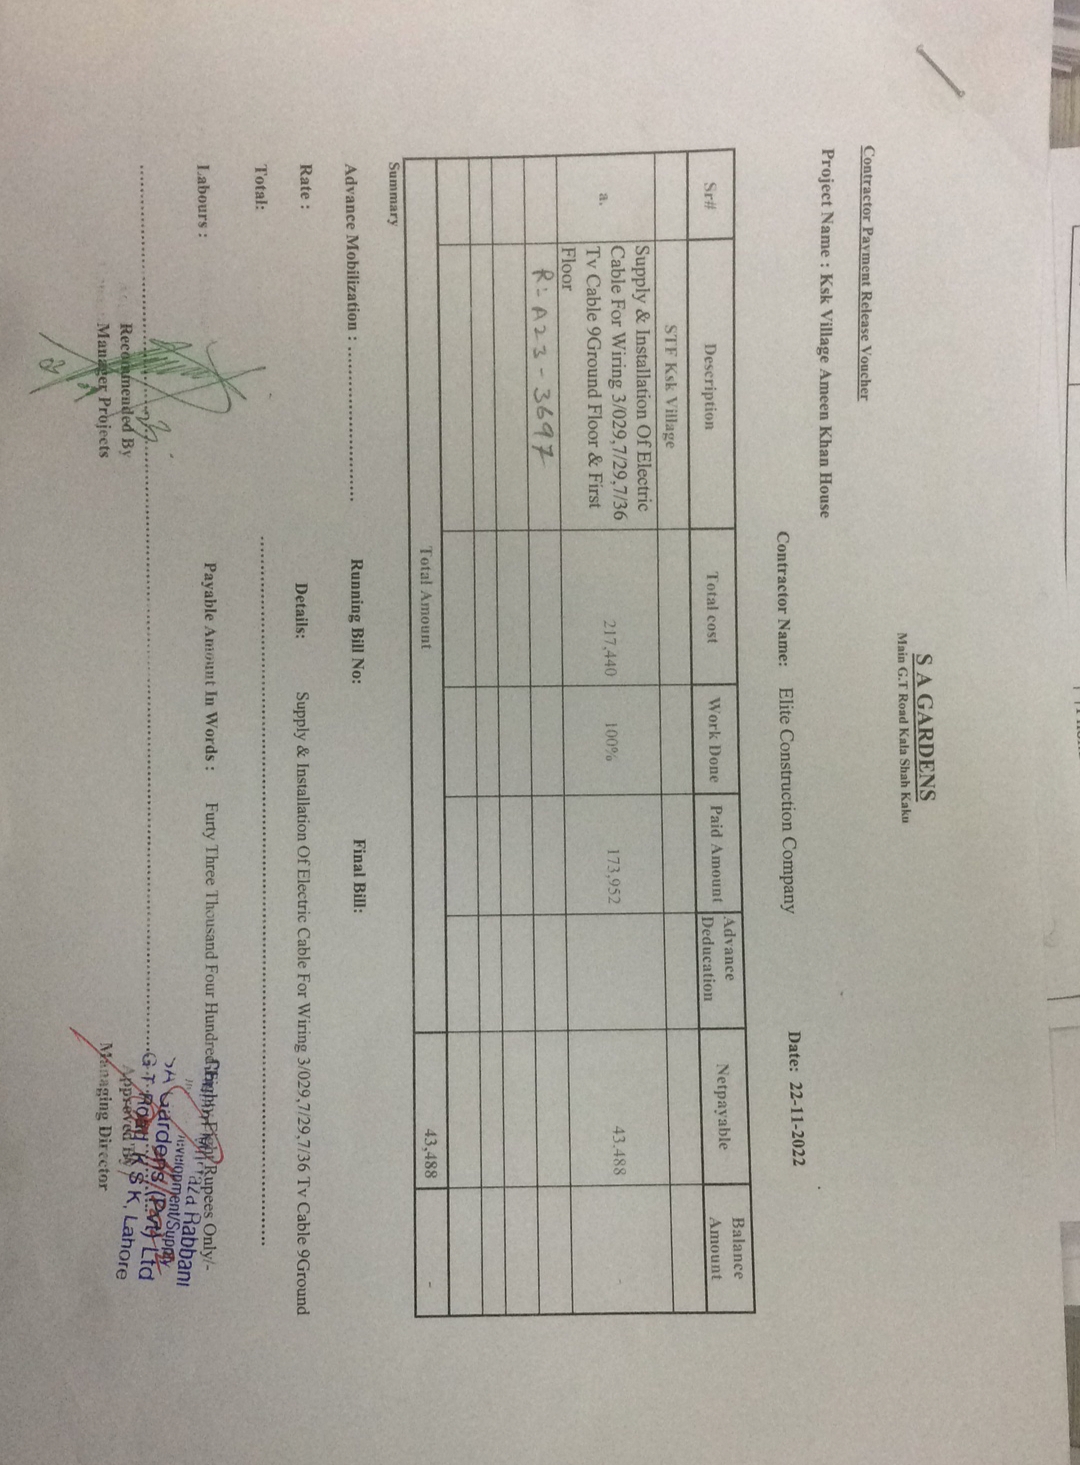 S A GARDENS
Main G.T Road Kala Shah Kaku
Contractor Payment Release Voucher
Project Name : Ksk Village Ameen Khan House
Contractor Name: Elite Construction Company Date: 22-11-2022
Sr# Description Total cost Work Done Paid Amount Advance Deducation Netpayable Balance Amount
STF Ksk Village
a. Supply & Installation Of Electric
Cable For Wiring 3/029,7/29,7/36
Tv Cable 9Ground Floor & First
Floor
217,440 100% 173,952 43,488 -
R- A23-3697
Total Amount 43,488 -
Summary
Advance Mobilization : Running Bill No: Final Bill:
Rate : Details: Supply & Installation Of Electric Cable For Wiring 3/029,7/29,7/36 Tv Cable 9Ground
Total:
Labours : Payable Amount In Words : Furty Three Thousand Four Hundred Eighty Eight Rupees Only/-
Rabbani
Development/Supply
SA Gardens (Pvt) Ltd
G.T. Road K S K, Lahore
Recommended By Approved By
Manager Projects Managing Director